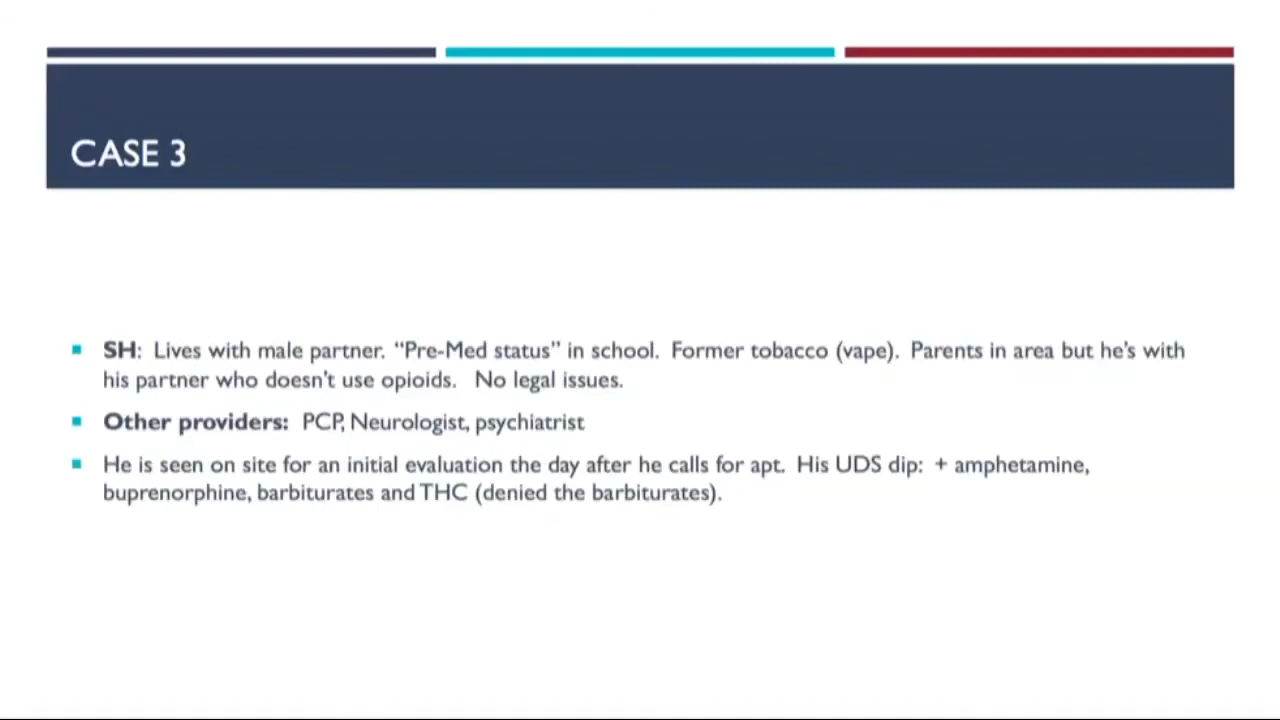 CASE 3
SH:  Lives with male partner. “Pre-Med status” in school.  Former tobacco (vape).  Parents in area but he’s with
his partner who doesn’t use opioids.   No legal issues.
Other providers:  PCP, Neurologist, psychiatrist
He is seen on site for an initial evaluation the day after he calls for apt.  His UDS dip:  + amphetamine,
buprenorphine, barbiturates and THC (denied the barbiturates).